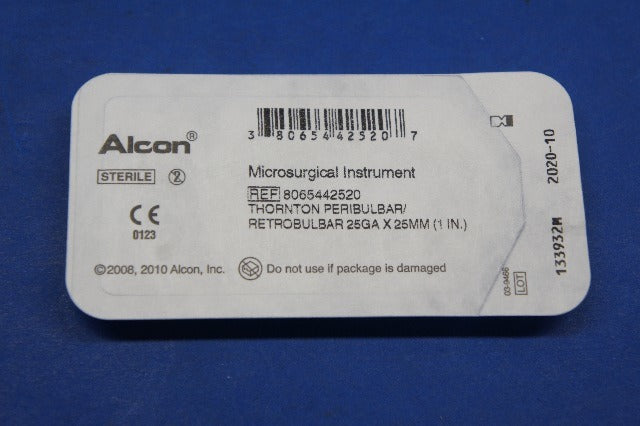 3 80654 42520 7
Alcon®
STERILE 2
CE
0123
Microsurgical Instrument
REF 8065442520
THORNTON PERIBULBAR/
RETROBULBAR 25GA X 25MM (1 IN.)
©2008, 2010 Alcon, Inc.
Do not use if package is damaged
2020-10
133932M
LOT